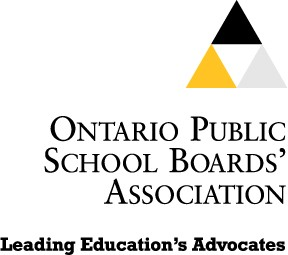 Ontario Public
School Boards’
Association
Leading Education’s Advocates